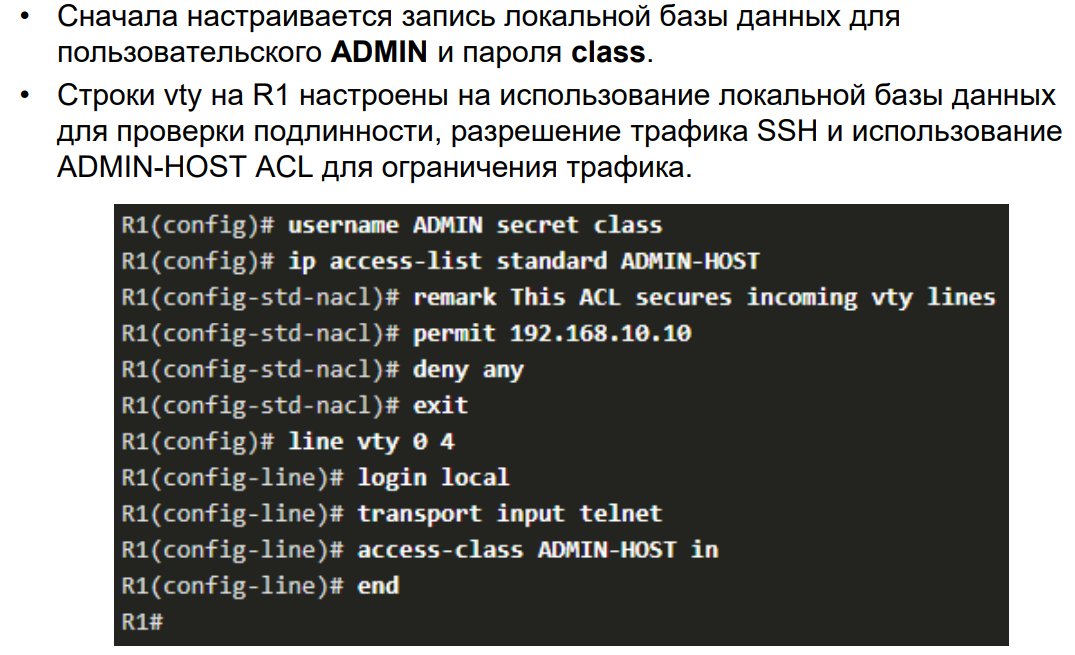 • Сначала настраивается запись локальной базы данных для
пользовательского ADMIN и пароля class.
• Строки vty на R1 настроены на использование локальной базы данных
для проверки подлинности, разрешение трафика SSH и использование
ADMIN-HOST ACL для ограничения трафика.
R1(config)# username ADMIN secret class
R1(config)# ip access-list standard ADMIN-HOST
R1(config-std-nacl)# remark This ACL secures incoming vty lines
R1(config-std-nacl)# permit 192.168.10.10
R1(config-std-nacl)# deny any
R1(config-std-nacl)# exit
R1(config)# line vty 0 4
R1(config-line)# login local
R1(config-line)# transport input telnet
R1(config-line)# access-class ADMIN-HOST in
R1(config-line)# end
R1#